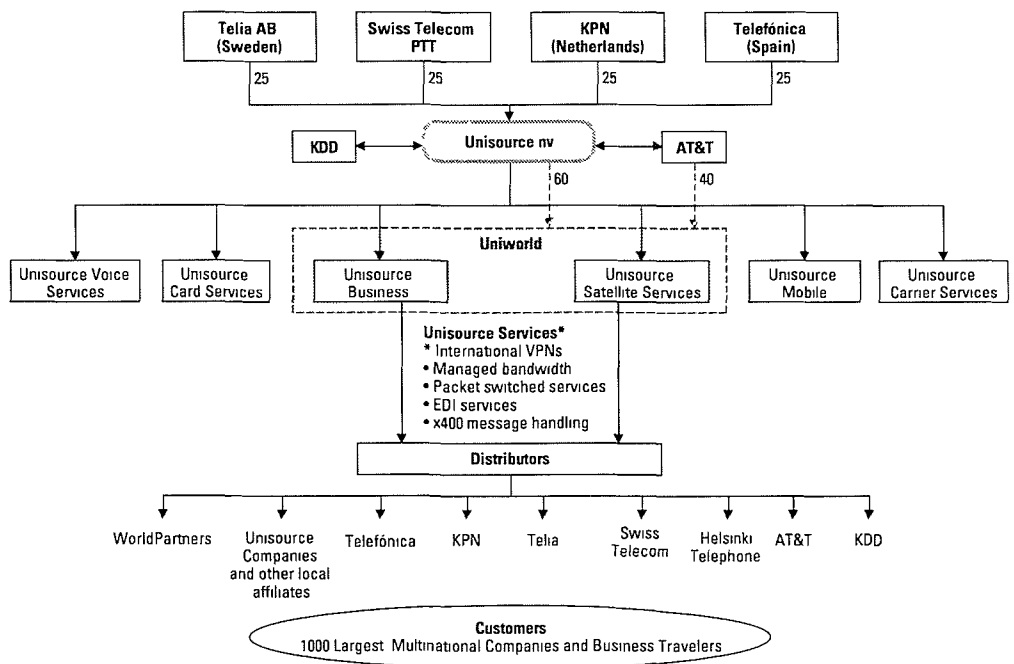 Telia AB
(Sweden)
Swiss Telecom
PTT
KPN
(Netherlands)
Telefónica
(Spain)
25
25
25
25
KDD
Unisource nv
AT&T
60
40
Uniworld
Unisource Voice
Services
Unisource
Card Services
Unisource
Business
Unisource
Satellite Services
Unisource
Mobile
Unisource
Carrier Services
Unisource Services*
* International VPNs
• Managed bandwidth
• Packet switched services
• EDI services
• x400 message handling
Distributors
WorldPartners
Unisource
Companies
and other local
affiliates
Telefónica
KPN
Telia
Swiss
Telecom
Helsinki
Telephone
AT&T
KDD
Customers
1000 Largest Multinational Companies and Business Travelers